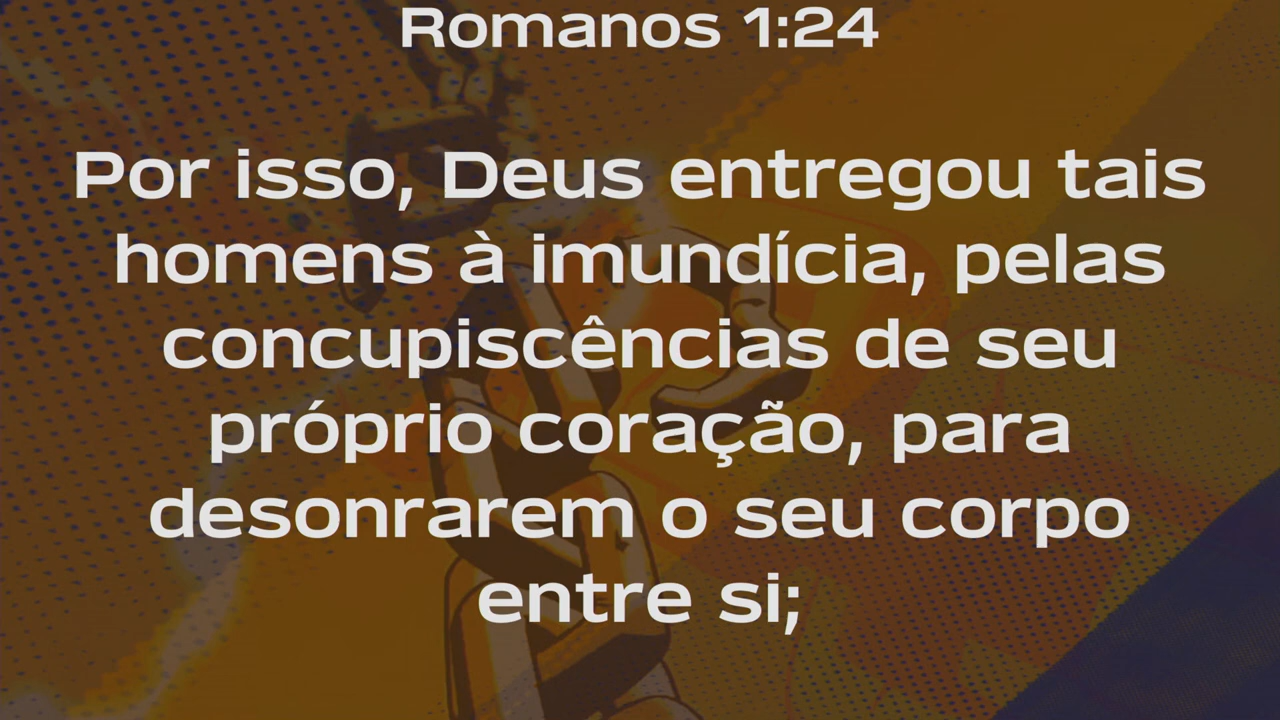 Romanos 1:24
Por isso, Deus entregou tais
homens à imundícia, pelas
concupiscências de seu
próprio coração, para
desonrarem o seu corpo
entre si;